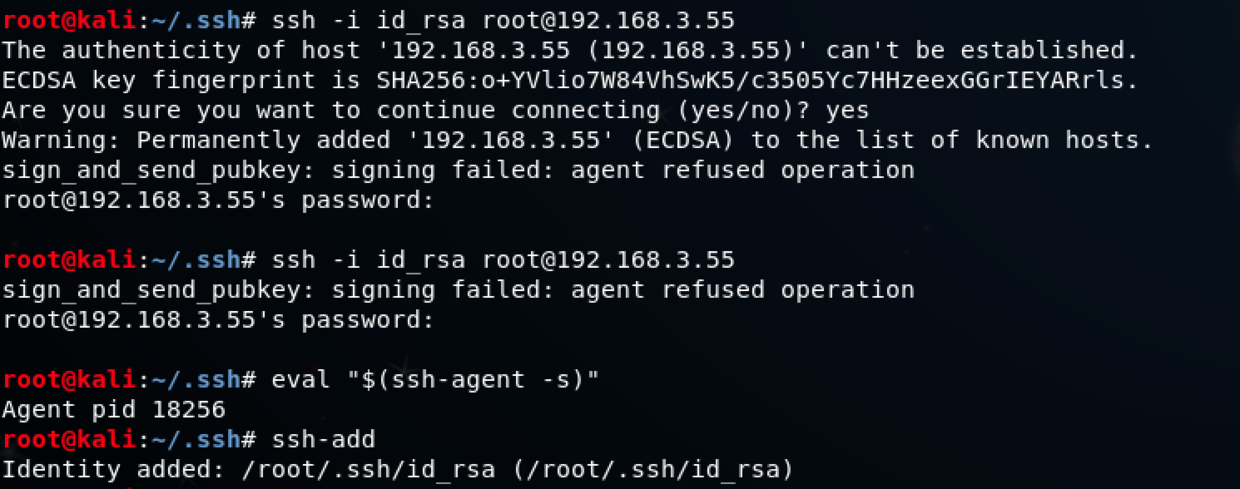 root@kali:~/.ssh# ssh -i id_rsa root@192.168.3.55
The authenticity of host '192.168.3.55 (192.168.3.55)' can't be established.
ECDSA key fingerprint is SHA256:o+YVlio7W84VhSwK5/c3505Yc7HHzeexGGrIEYARrls.
Are you sure you want to continue connecting (yes/no)? yes
Warning: Permanently added '192.168.3.55' (ECDSA) to the list of known hosts.
sign_and_send_pubkey: signing failed: agent refused operation
root@192.168.3.55's password:
root@kali:~/.ssh# ssh -i id_rsa root@192.168.3.55
sign_and_send_pubkey: signing failed: agent refused operation
root@192.168.3.55's password:
root@kali:~/.ssh# eval "$(ssh-agent -s)"
Agent pid 18256
root@kali:~/.ssh# ssh-add
Identity added: /root/.ssh/id_rsa (/root/.ssh/id_rsa)